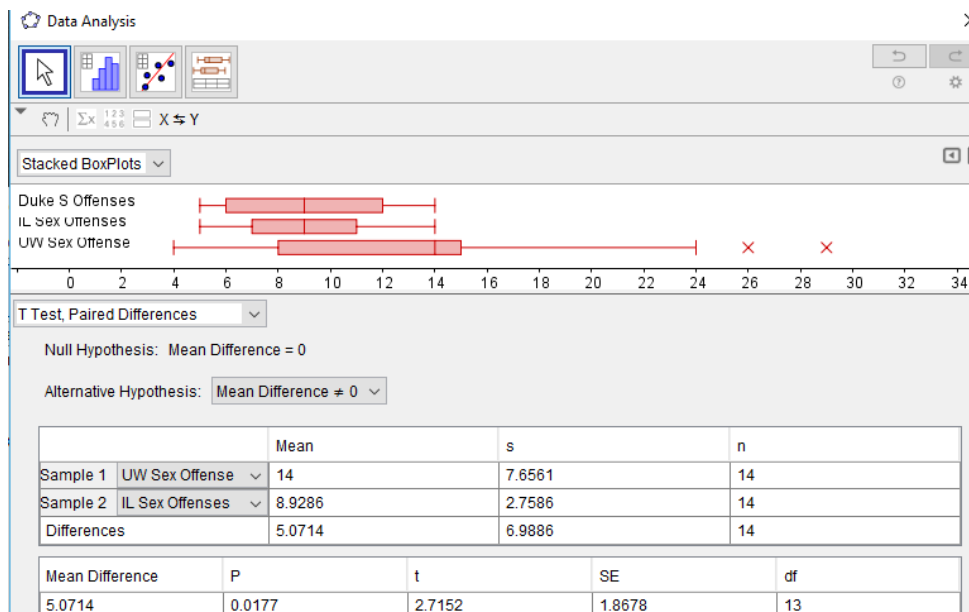 Data Analysis
Σx 123 456 X ⇆ Y
Stacked BoxPlots
Duke S Offenses
IL Sex Offenses
UW Sex Offense
0 2 4 6 8 10 12 14 16 18 20 22 24 26 28 30 32 34
T Test, Paired Differences
Null Hypothesis: Mean Difference = 0
Alternative Hypothesis: Mean Difference ≠ 0
Mean s n
Sample 1 UW Sex Offense 14 7.6561 14
Sample 2 IL Sex Offenses 8.9286 2.7586 14
Differences 5.0714 6.9886 14
Mean Difference P t SE df
5.0714 0.0177 2.7152 1.8678 13